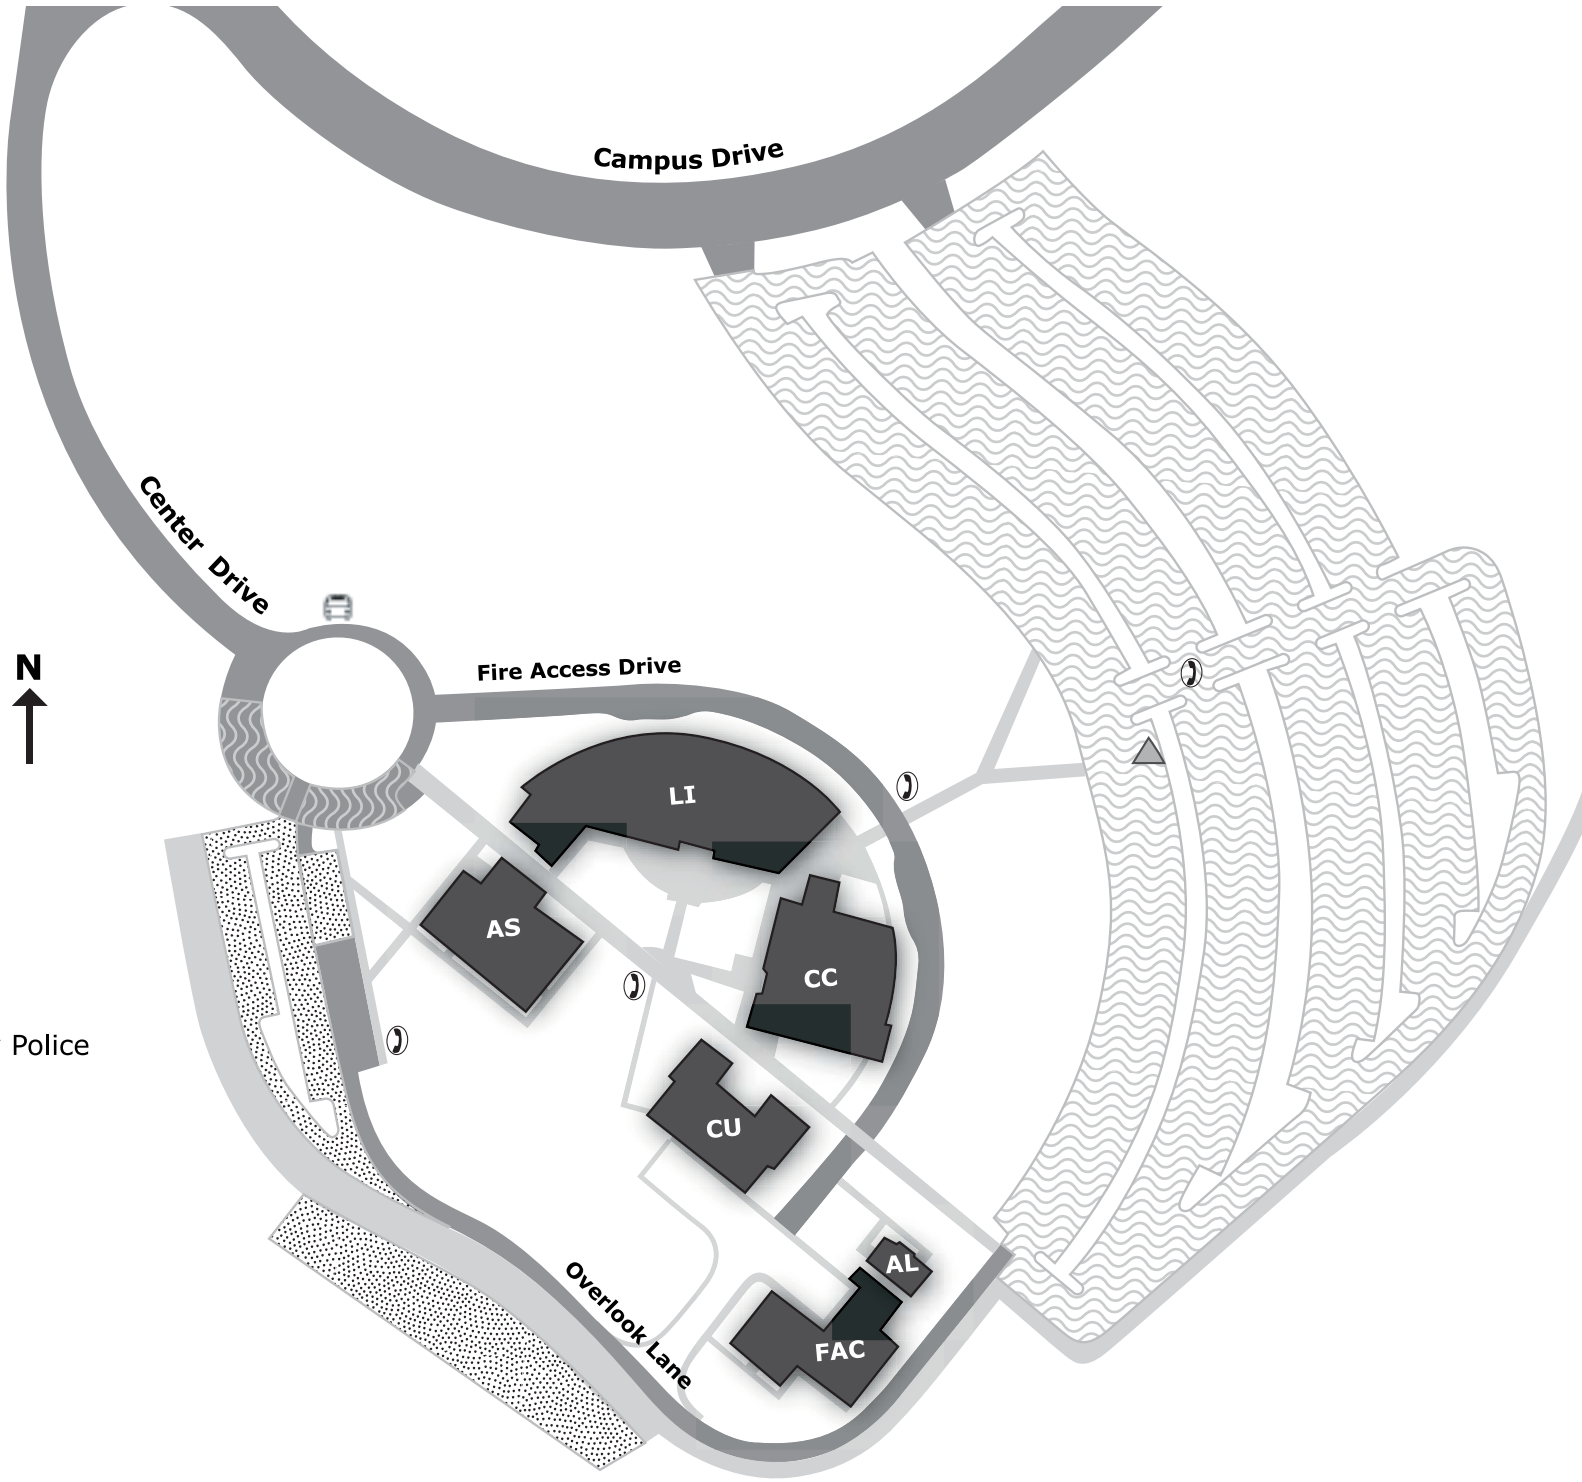 Campus Drive
Center Drive
N
Fire Access Drive
LI
AS
CC
Police
CU
AL
Overlook Lane
FAC